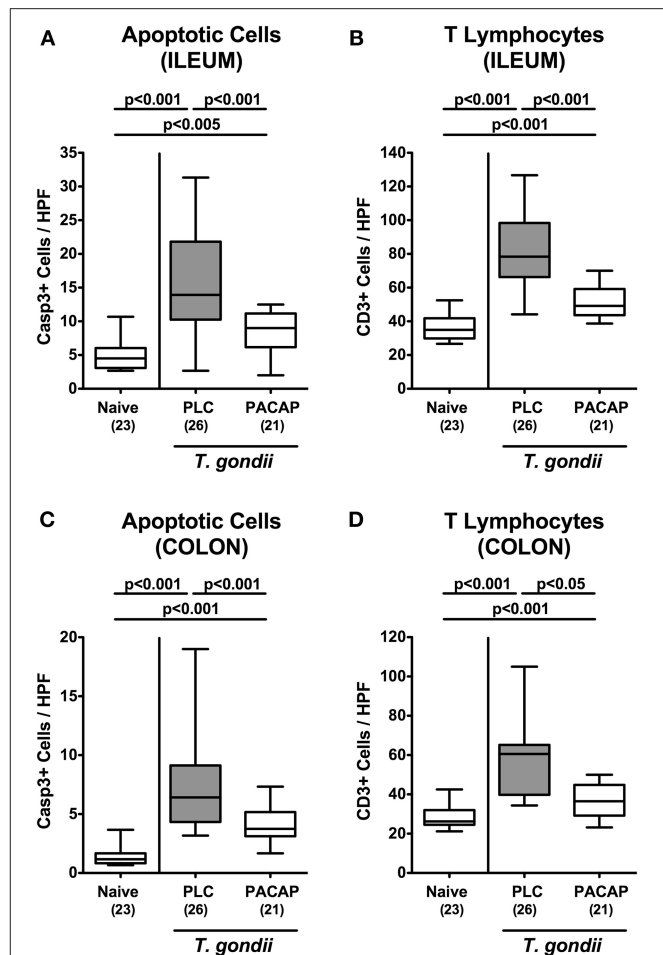 A
Apoptotic Cells
(ILEUM)
p<0.001 p<0.001
p<0.005
Casp3+ Cells / HPF
35
30
25
20
15
10
5
0
Naive PLC PACAP
(23) (26) (21)
T. gondii
B
T Lymphocytes
(ILEUM)
p<0.001 p<0.001
p<0.001
CD3+ Cells / HPF
140
120
100
80
60
40
20
0
Naive PLC PACAP
(23) (26) (21)
T. gondii
C
Apoptotic Cells
(COLON)
p<0.001 p<0.001
p<0.001
Casp3+ Cells / HPF
20
15
10
5
0
Naive PLC PACAP
(23) (26) (21)
T. gondii
D
T Lymphocytes
(COLON)
p<0.001 p<0.05
p<0.001
CD3+ Cells / HPF
120
100
80
60
40
20
0
Naive PLC PACAP
(23) (26) (21)
T. gondii